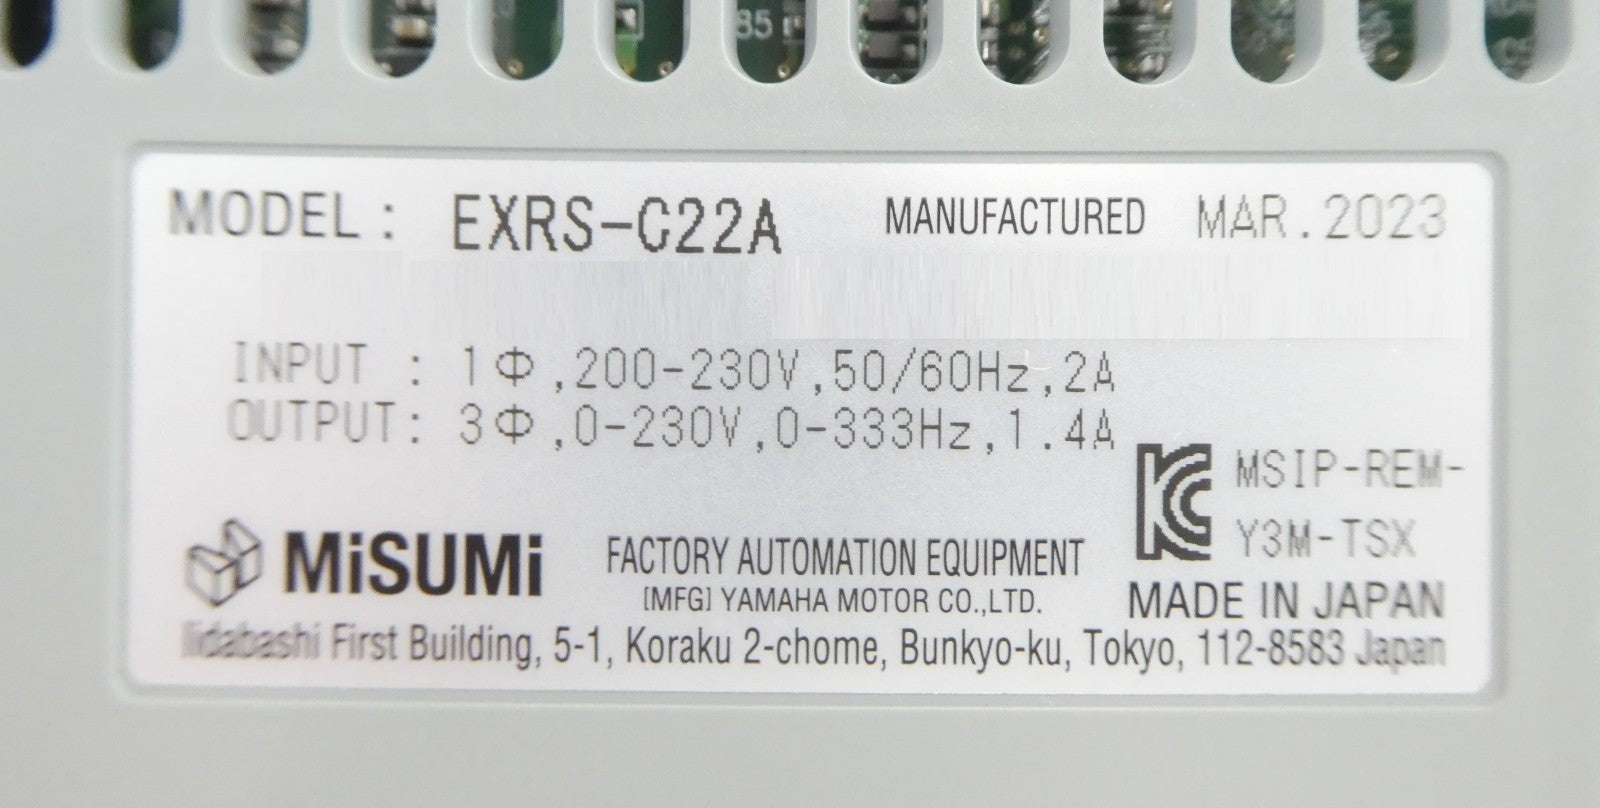 35
MODEL : EXRS-C22A MANUFACTURED MAR.2023
INPUT : 1Φ,200-230V,50/60Hz,2A
OUTPUT: 3Φ,0-230V,0-333Hz,1.4A
MSIP-REM-
Y3M-TSX
MiSUMi FACTORY AUTOMATION EQUIPMENT
[MFG] YAMAHA MOTOR CO.,LTD.
MADE IN JAPAN
Iidabashi First Building, 5-1, Koraku 2-chome, Bunkyo-ku, Tokyo, 112-8583 Japan